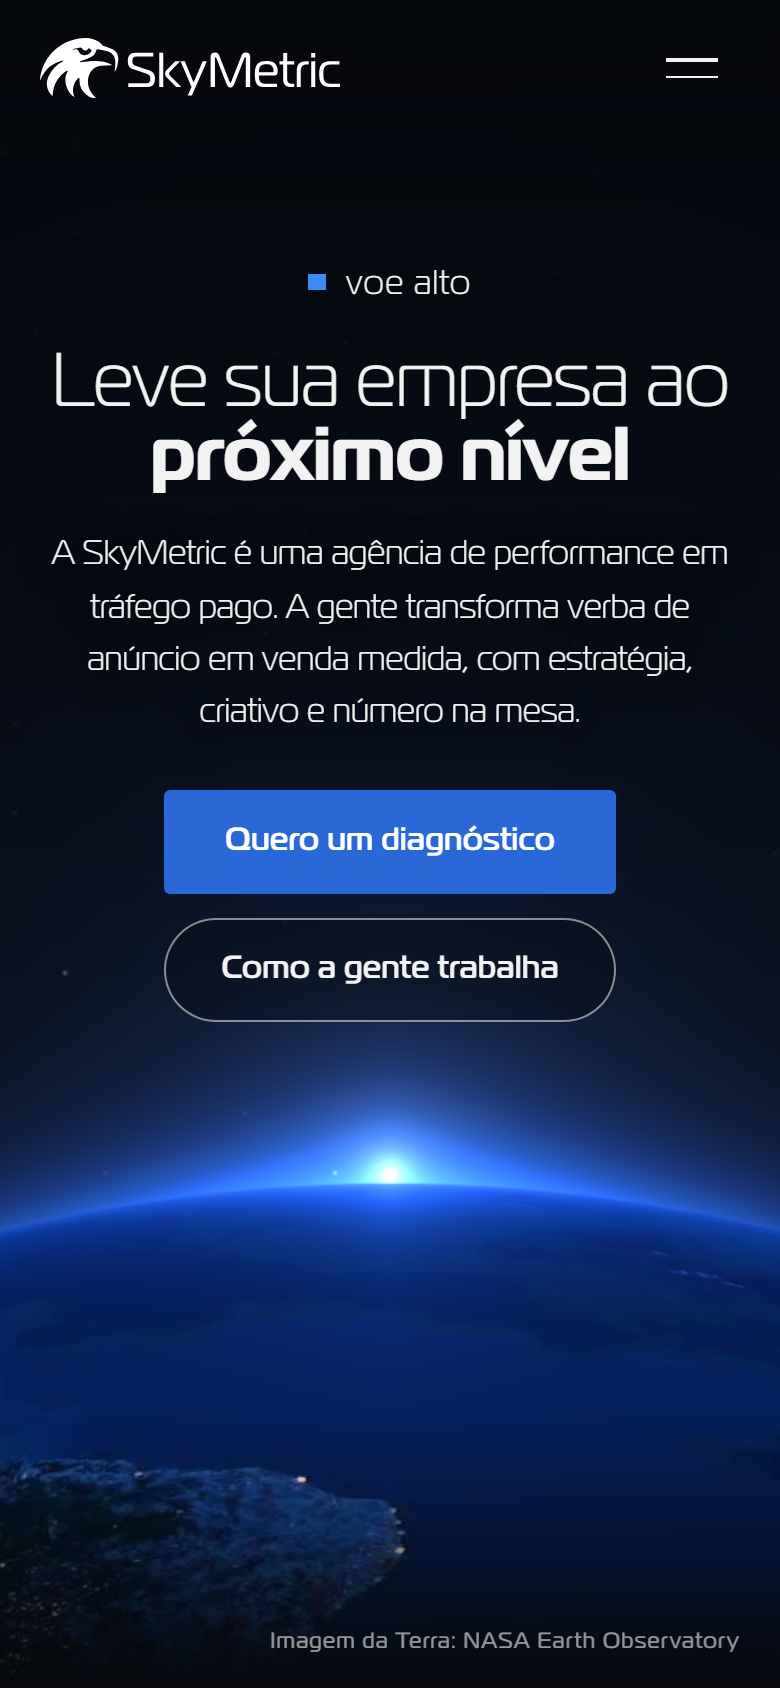 SkyMetric
voe alto
Leve sua empresa ao
próximo nível
A SkyMetric é uma agência de performance em
tráfego pago. A gente transforma verba de
anúncio em venda medida, com estratégia,
criativo e número na mesa.
Quero um diagnóstico
Como a gente trabalha
Imagem da Terra: NASA Earth Observatory